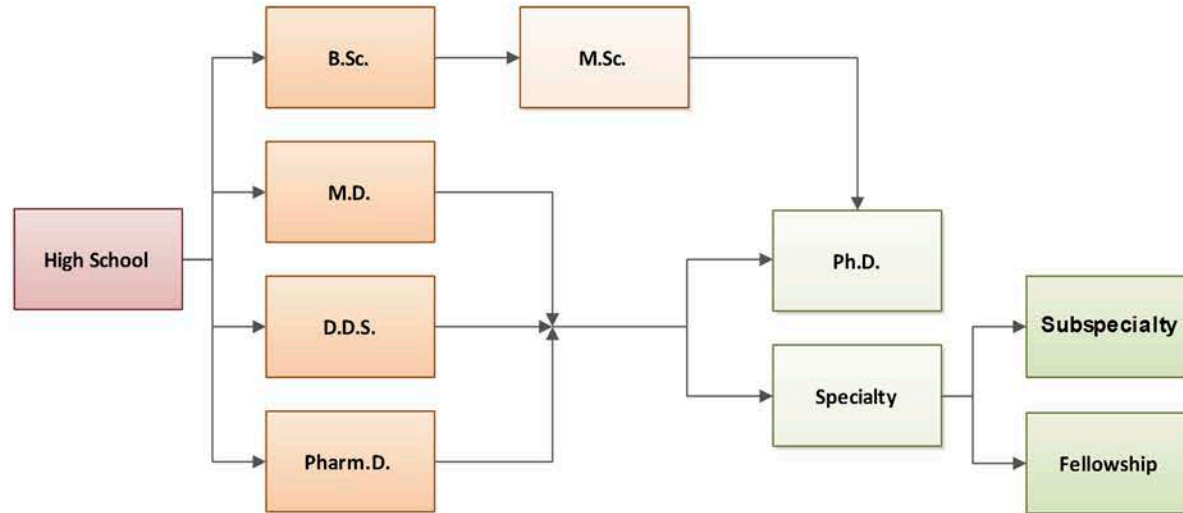 B.Sc.
M.Sc.
M.D.
High School
Ph.D.
D.D.S.
Subspecialty
Specialty
Pharm.D.
Fellowship